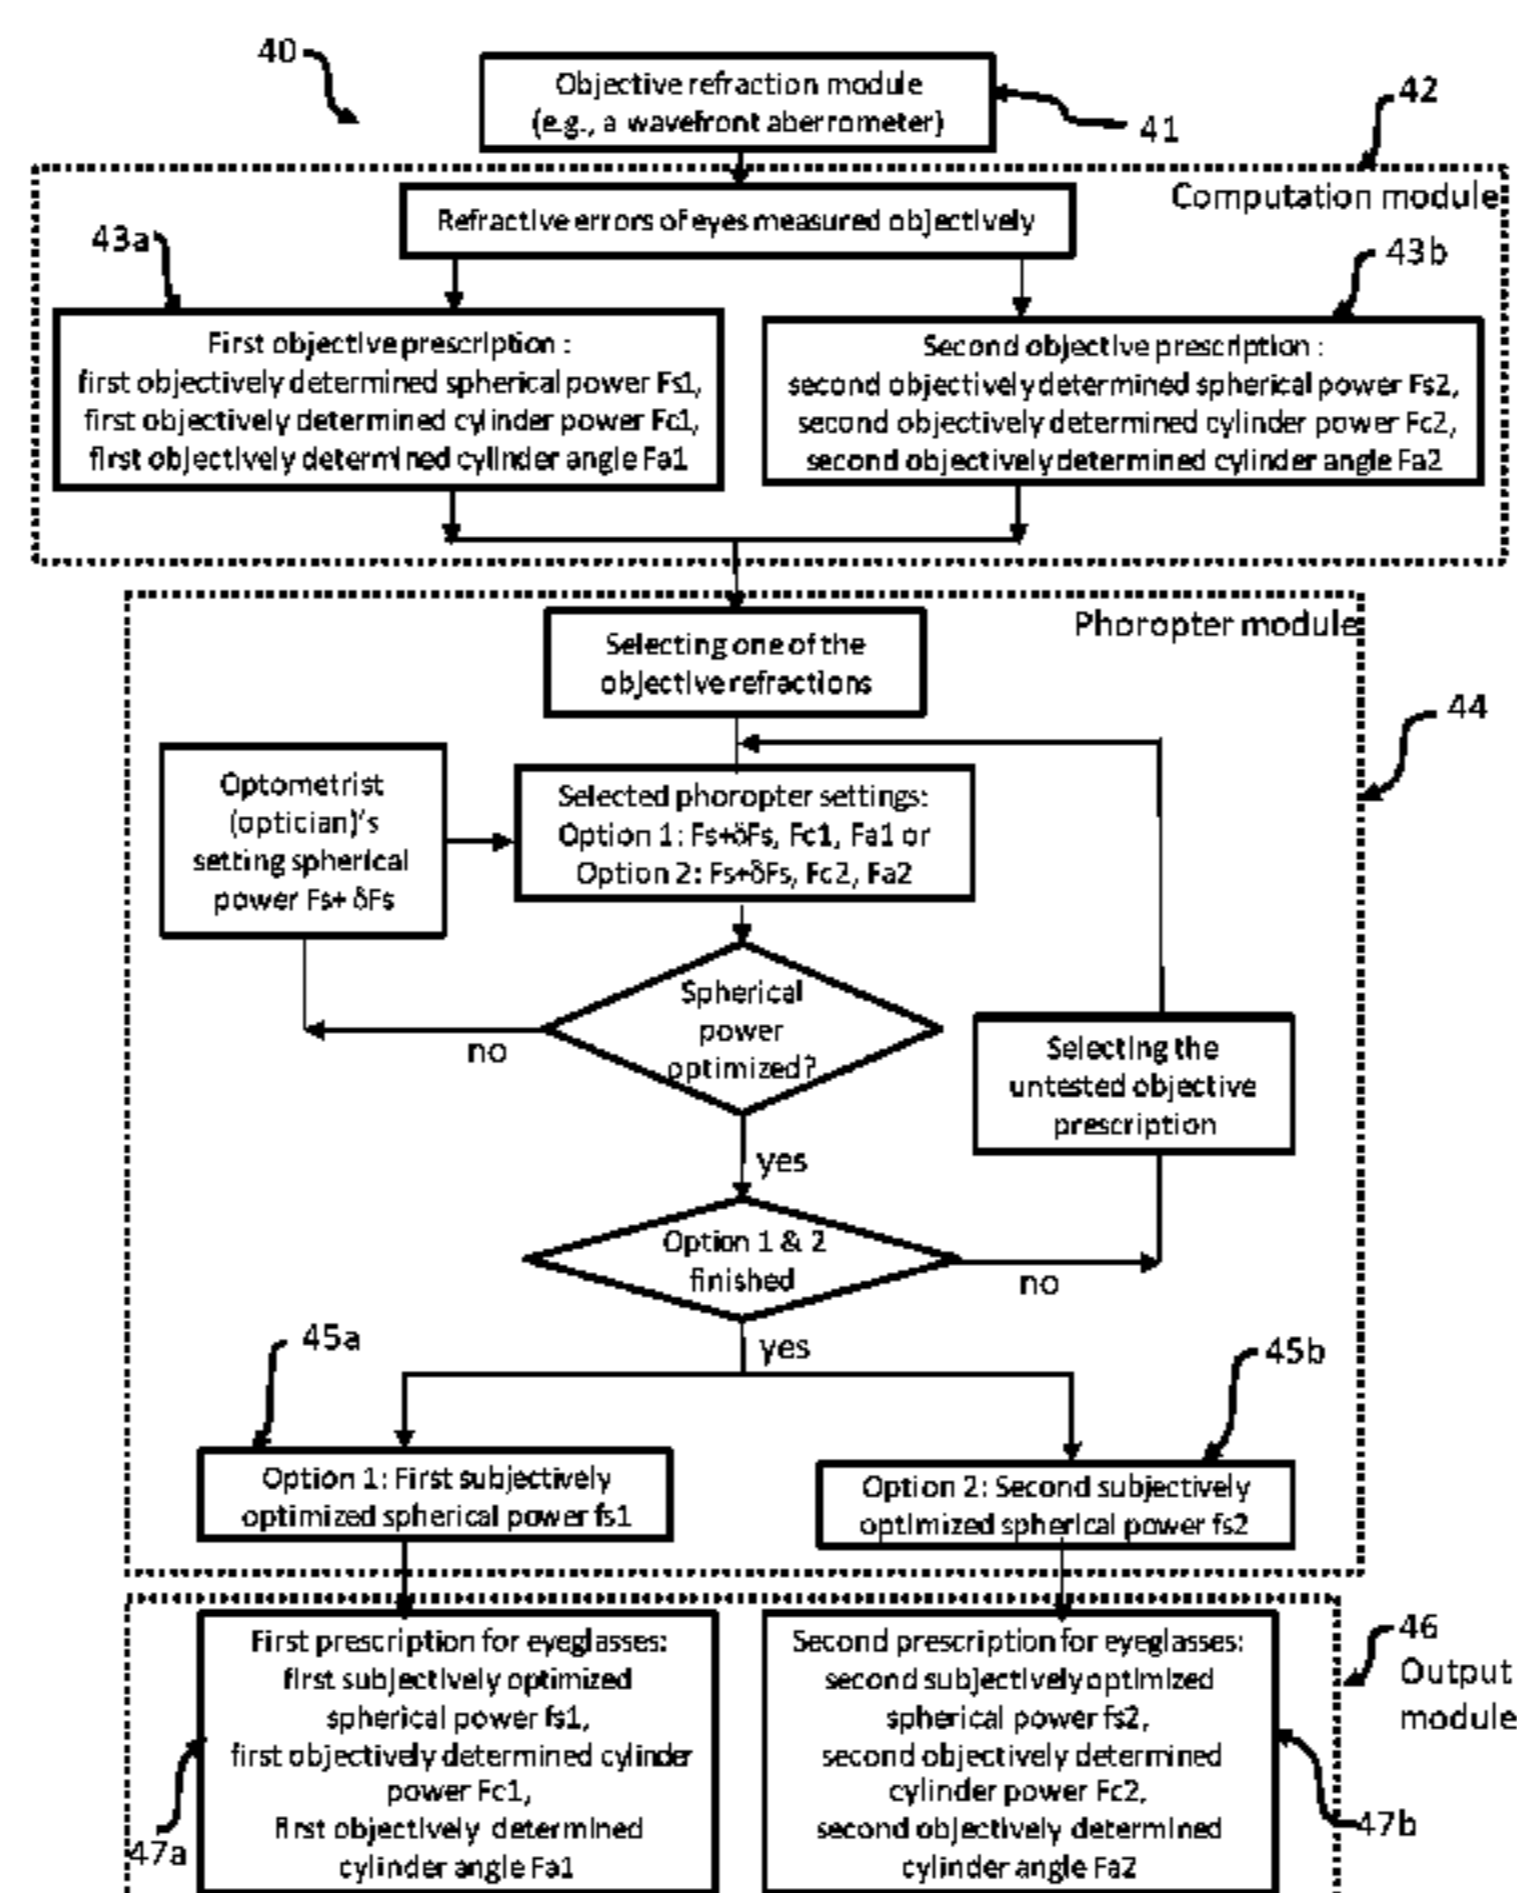 40
Objective refraction module
(e.g., a wavefront aberrometer)
41
42
Computation module
Refractive errors of eyes measured objectively
43a
43b
First objective prescription :
first objectively determined spherical power Fs1,
first objectively determined cylinder power Fc1,
first objectively determined cylinder angle Fa1
Second objective prescription :
second objectively determined spherical power Fs2,
second objectively determined cylinder power Fc2,
second objectively determined cylinder angle Fa2
Phoropter module
Selecting one of the
objective refractions
44
Optometrist
(optician)'s
setting spherical
power Fs+ δFs
Selected phoropter settings:
Option 1: Fs+δFs, Fc1, Fa1 or
Option 2: Fs+δFs, Fc2, Fa2
Spherical
power
optimized?
no
Selecting the
untested objective
prescription
yes
Option 1 & 2
finished
no
yes
45a
45b
Option 1: First subjectively
optimized spherical power fs1
Option 2: Second subjectively
optimized spherical power fs2
First prescription for eyeglasses:
first subjectively optimized
spherical power fs1,
first objectively determined cylinder
power Fc1,
first objectively determined
cylinder angle Fa1
Second prescription for eyeglasses:
second subjectively optimized
spherical power fs2,
second objectively determined
cylinder power Fc2,
second objectively determined
cylinder angle Fa2
46
Output
module
47a
47b